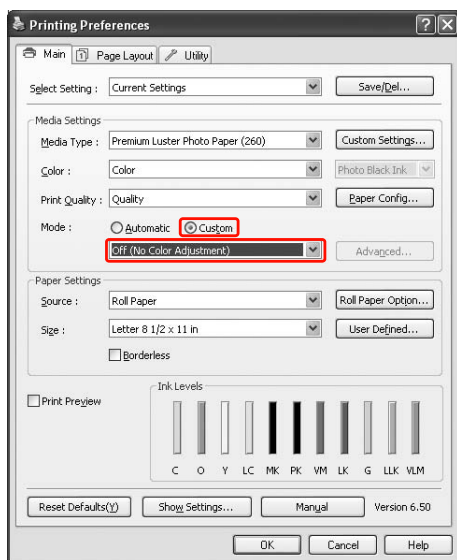 Printing Preferences
Main Page Layout Utility
Select Setting : Current Settings Save/Del...
Media Settings
Media Type : Premium Luster Photo Paper (260) Custom Settings...
Color : Color Photo Black Ink
Print Quality : Quality Paper Config...
Mode : Automatic Custom
Off (No Color Adjustment) Advanced...
Paper Settings
Source : Roll Paper Roll Paper Option...
Size : Letter 8 1/2 x 11 in User Defined...
Borderless
Print Preview
Ink Levels
C O Y LC MK PK VM LK G LLK VLM
Reset Defaults(Y) Show Settings... Manual Version 6.50
OK Cancel Help